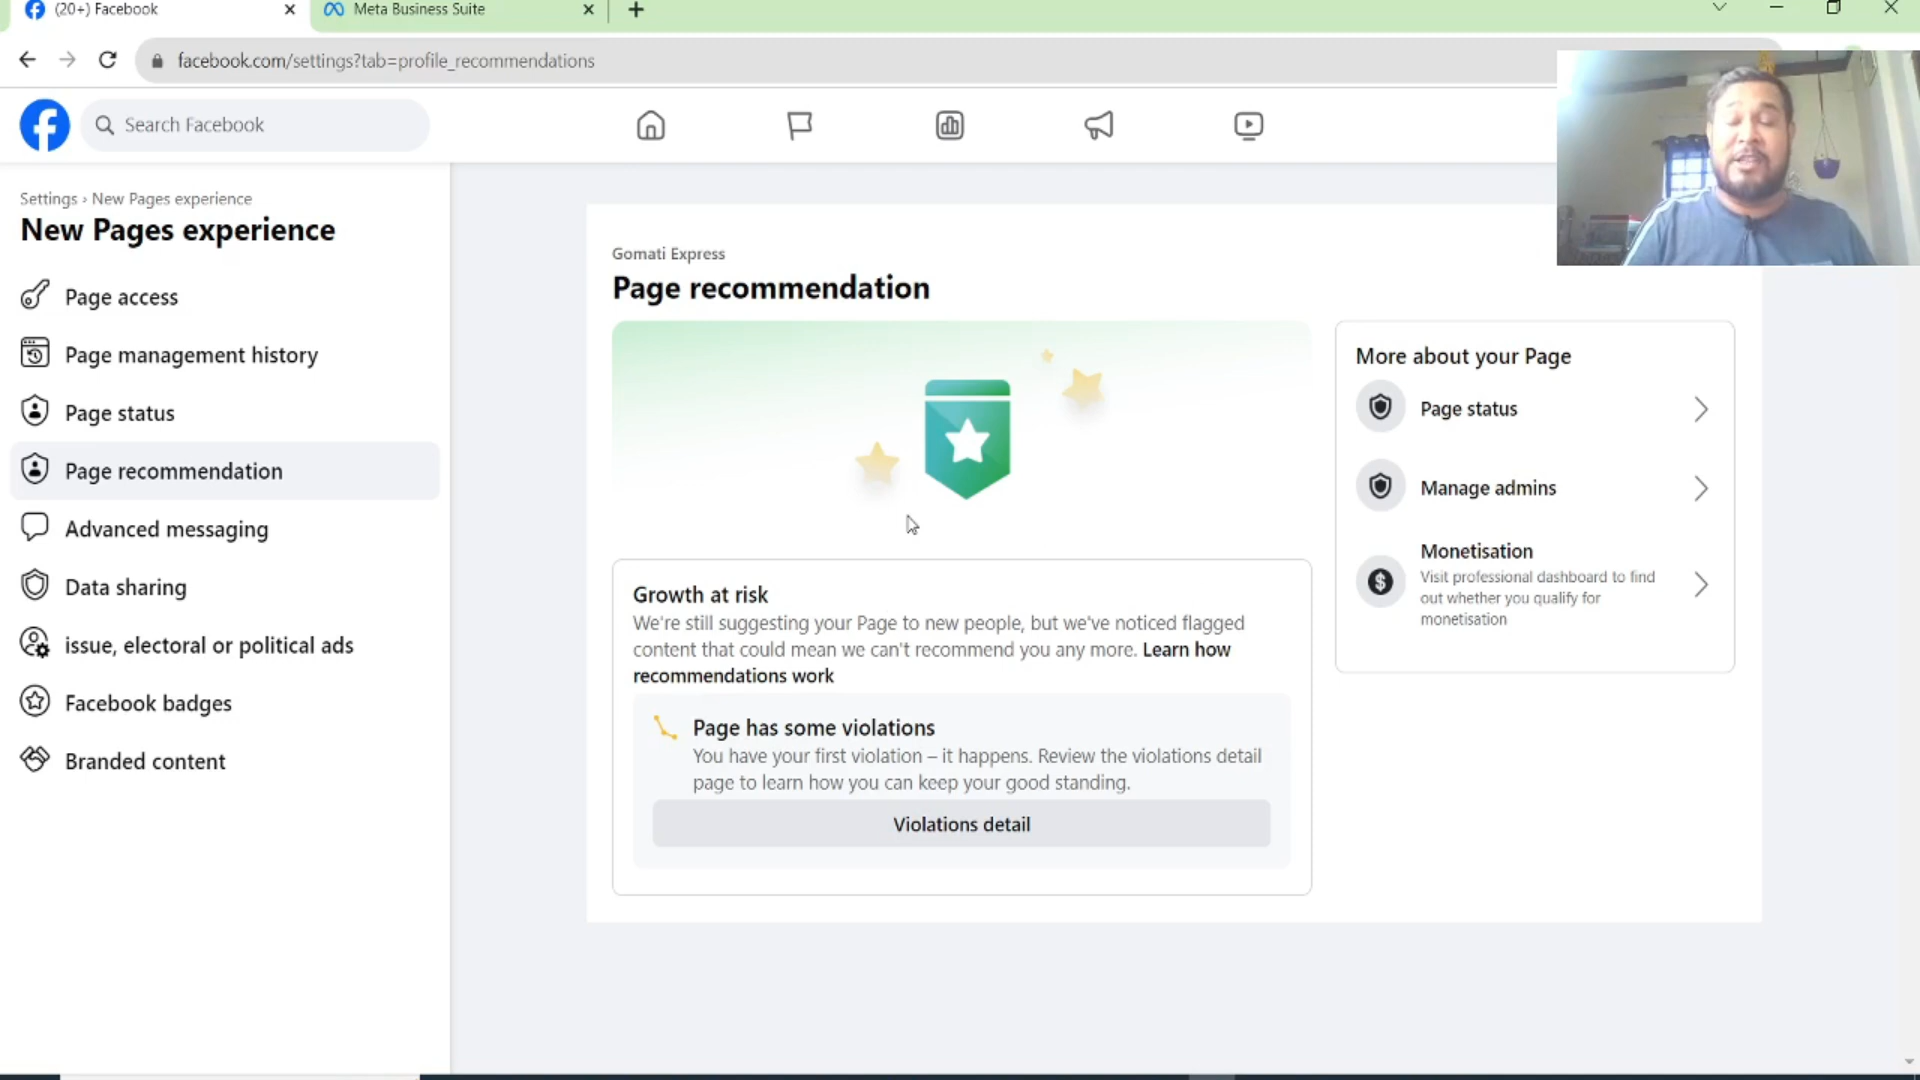 (20+) Facebook
Meta Business Suite
facebook.com/settings?tab=profile_recommendations
Search Facebook
Settings › New Pages experience
New Pages experience
Page access
Page management history
Page status
Page recommendation
Advanced messaging
Data sharing
issue, electoral or political ads
Facebook badges
Branded content
Gomati Express
Page recommendation
Growth at risk
We're still suggesting your Page to new people, but we've noticed flagged
content that could mean we can't recommend you any more. Learn how
recommendations work
Page has some violations
You have your first violation – it happens. Review the violations detail
page to learn how you can keep your good standing.
Violations detail
More about your Page
Page status
Manage admins
Monetisation
Visit professional dashboard to find
out whether you qualify for
monetisation